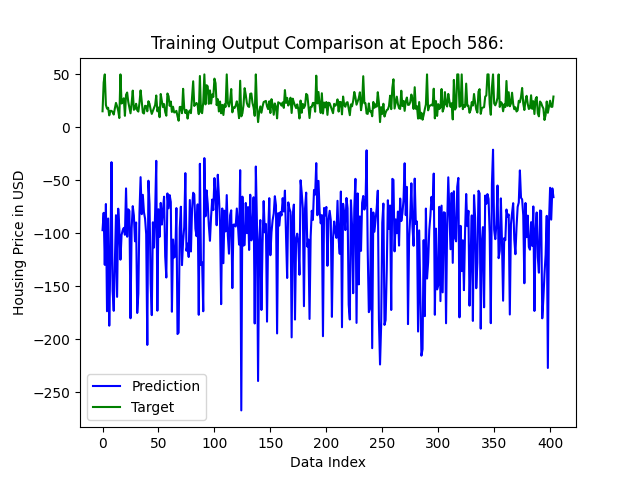 Training Output Comparison at Epoch 586:
50
0
−50
−100
−150
−200
−250
Housing Price in USD
Prediction
Target
0 50 100 150 200 250 300 350 400
Data Index